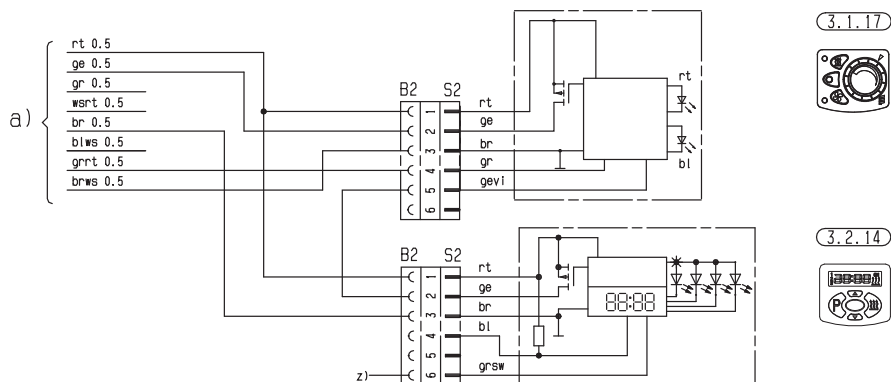 a)
rt 0.5
ge 0.5
gr 0.5
wsrt 0.5
br 0.5
blws 0.5
grrt 0.5
brws 0.5
B2 S2
1 rt
2 ge
3 br
4 gr
5 gevi
6
rt
bl
3.1.17
B2 S2
1 rt
2 ge
3 br
4 bl
5
z) 6 grsw
88:88
3.2.14
88:88
P